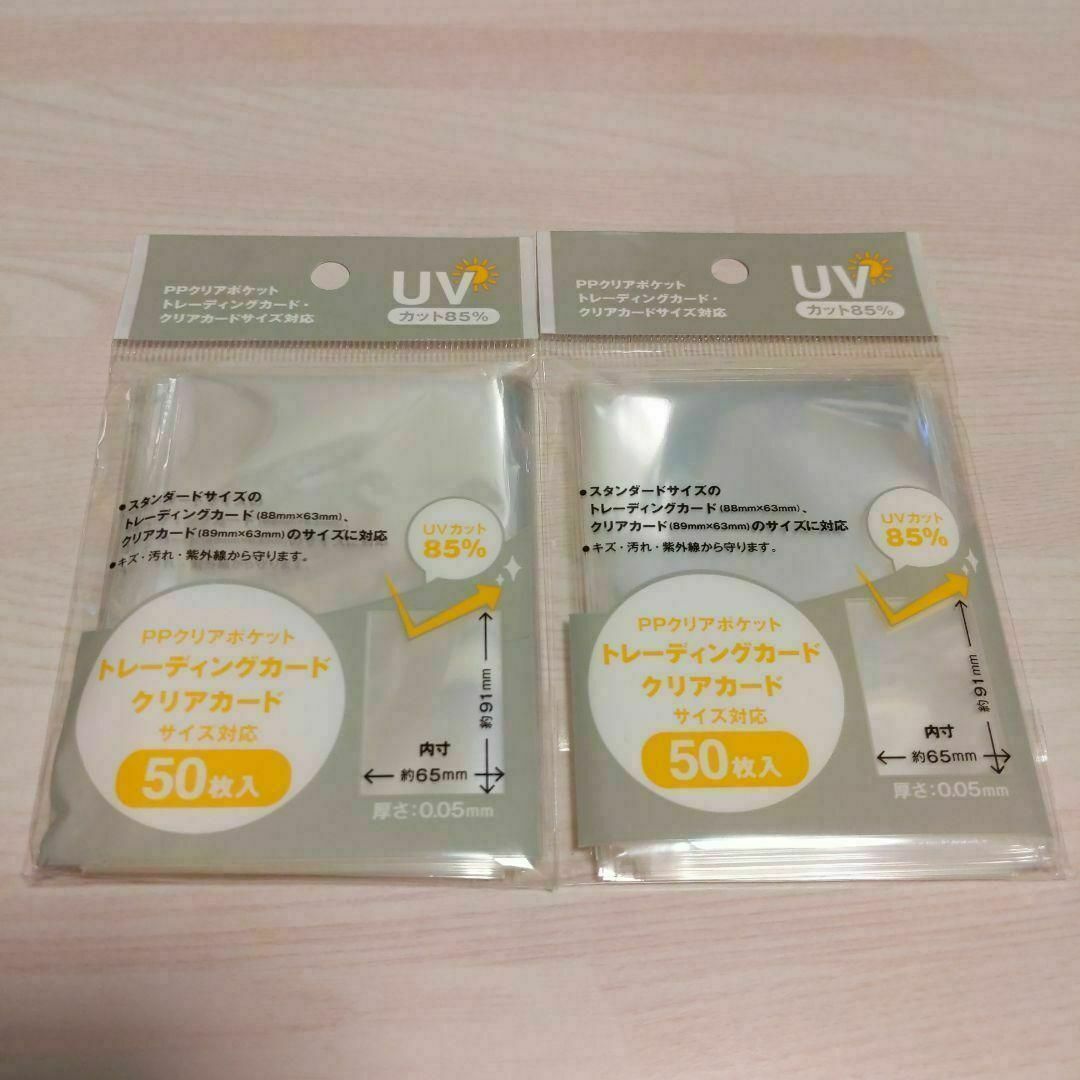 PPクリアポケット
トレーディングカード・
クリアカードサイズ対応
UV
カット85%
●スタンダードサイズの
トレーディングカード(88mm×63mm)、
クリアカード(89mm×63mm)のサイズに対応
●キズ・汚れ・紫外線から守ります。
UVカット
85%
PPクリアポケット
トレーディングカード
クリアカード
サイズ対応
50枚入
約91mm
内寸
約65mm
厚さ:0.05mm
PPクリアポケット
トレーディングカード・
クリアカードサイズ対応
UV
カット85%
●スタンダードサイズの
トレーディングカード(88mm×63mm)、
クリアカード(89mm×63mm)のサイズに対応
●キズ・汚れ・紫外線から守ります。
UVカット
85%
PPクリアポケット
トレーディングカード
クリアカード
サイズ対応
50枚入
約91mm
内寸
約65mm
厚さ:0.05mm